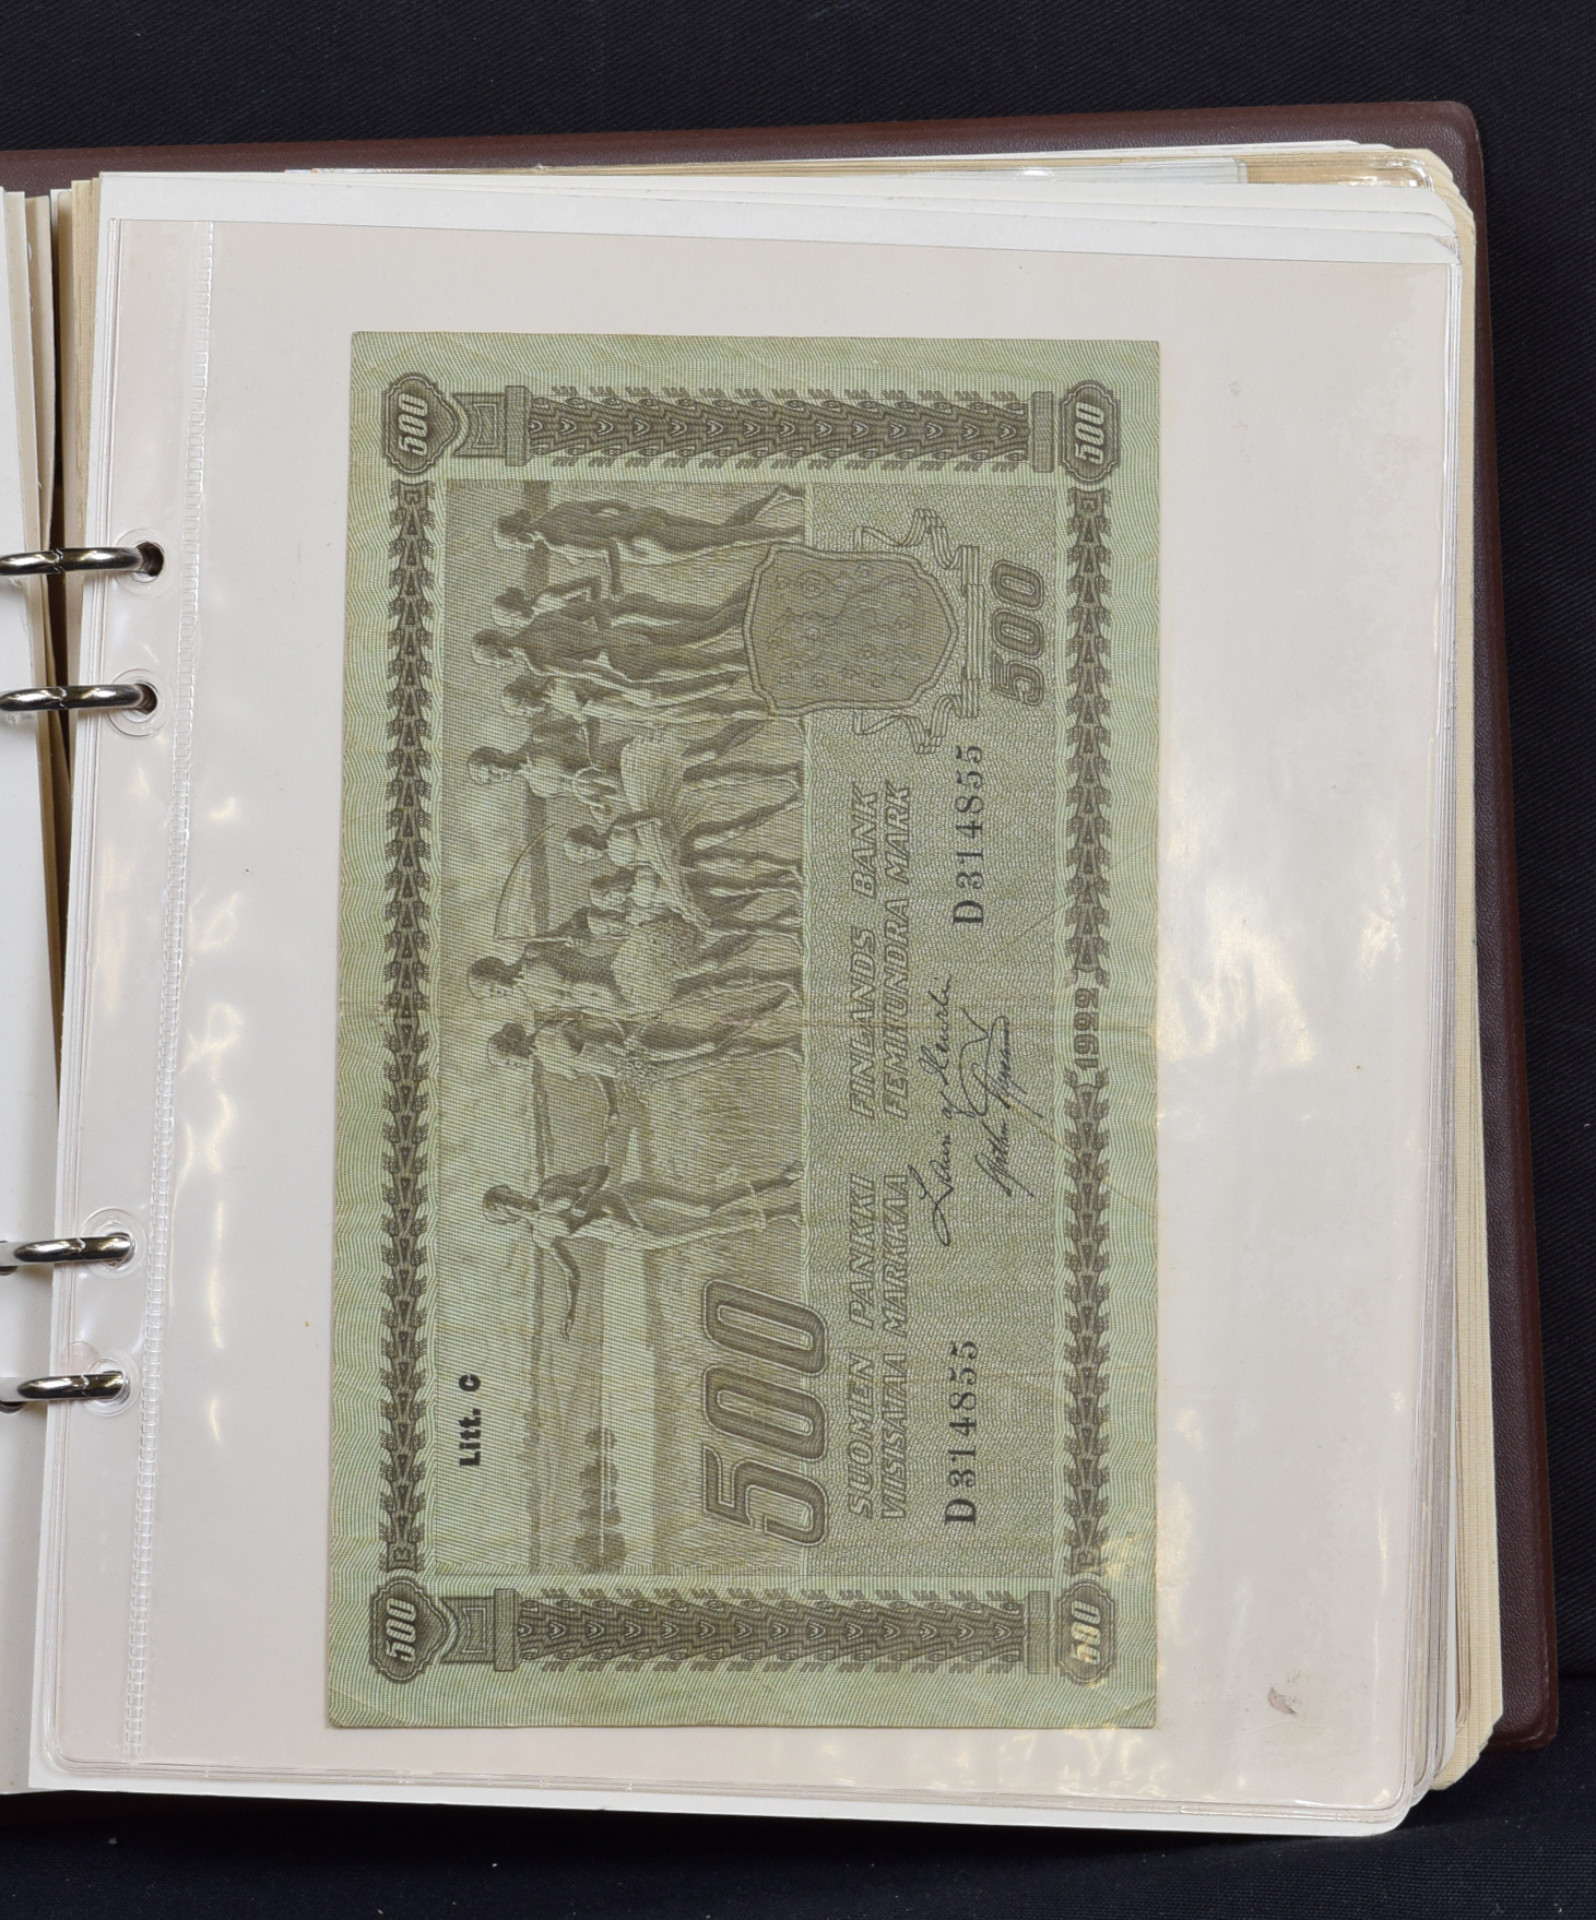 500
500
Litt. C
500
SUOMEN PANKKI FINLANDS BANK
VIISISATAA MARKKAA FEMHUNDRA MARK
D314855
D314855
500
1922
500
500